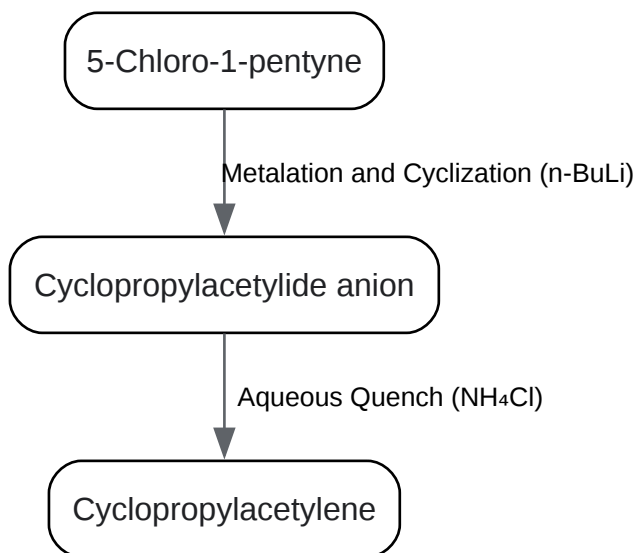 5-Chloro-1-pentyne
Metalation and Cyclization (n-BuLi)
Cyclopropylacetylide anion
Aqueous Quench (NH₄Cl)
Cyclopropylacetylene